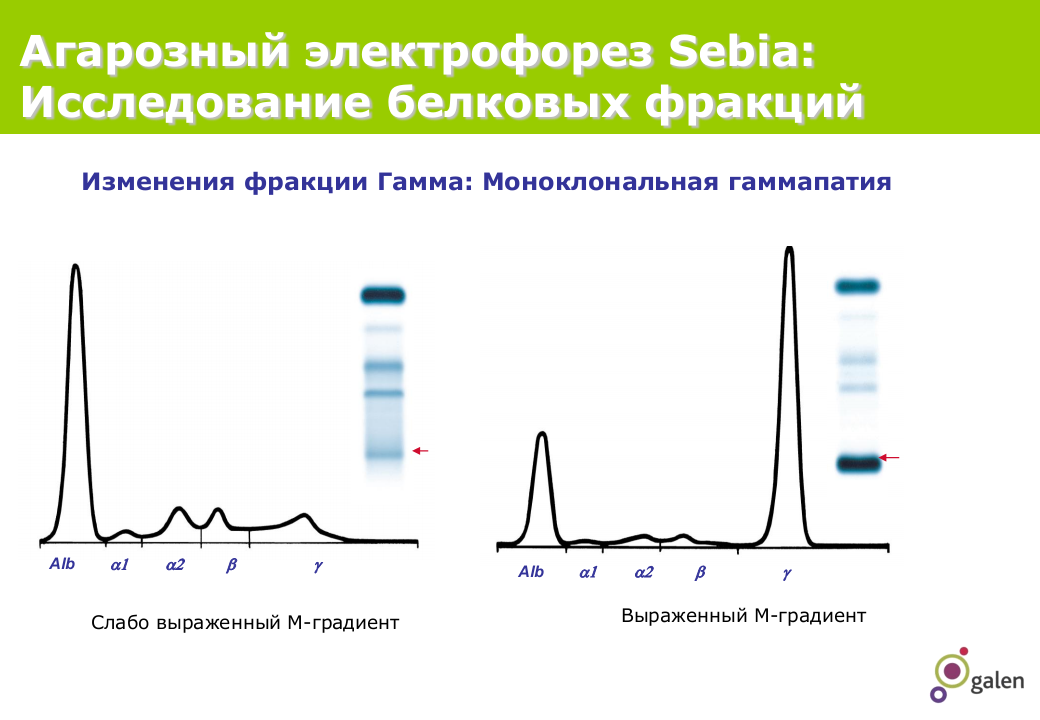 Агарозный электрофорез Sebia:
Исследование белковых фракций
Изменения фракции Гамма: Моноклональная гаммапатия
Alb α1 α2 β γ
Alb α1 α2 β γ
Слабо выраженный М-градиент
Выраженный М-градиент
galen